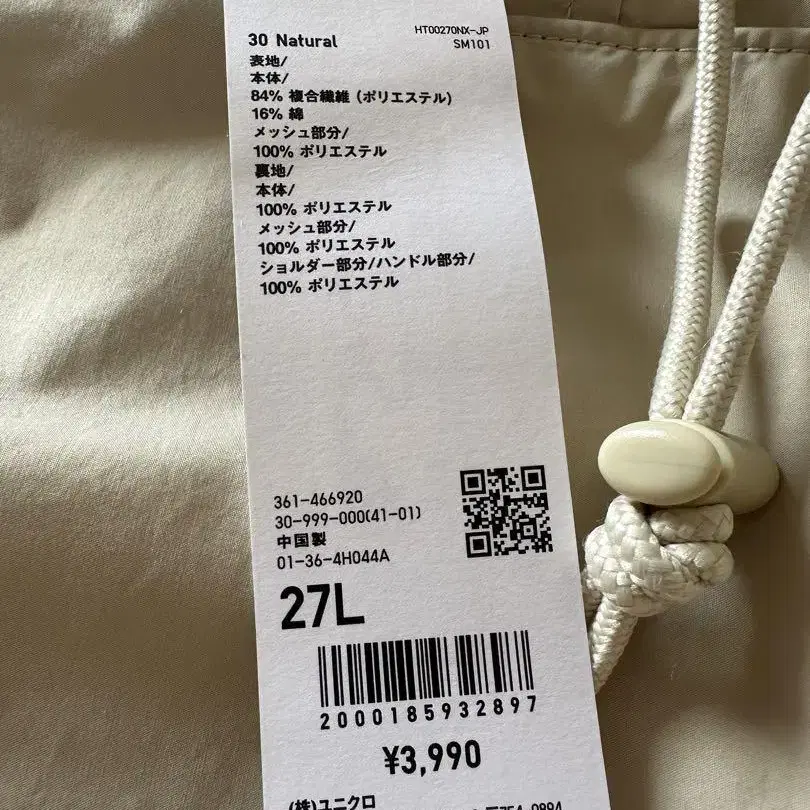 30 Natural
HT00270NX-JP
SM101
表地/
本体/
84% 複合繊維 (ポリエステル)
16% 綿
メッシュ部分/
100% ポリエステル
裏地/
本体/
100% ポリエステル
メッシュ部分/
100% ポリエステル
ショルダー部分/ハンドル部分/
100% ポリエステル
361-466920
30-999-000(41-01)
中国製
01-36-4H044A
27L
2000185932897
¥3,990
(株)ユニクロ
〒754-0894